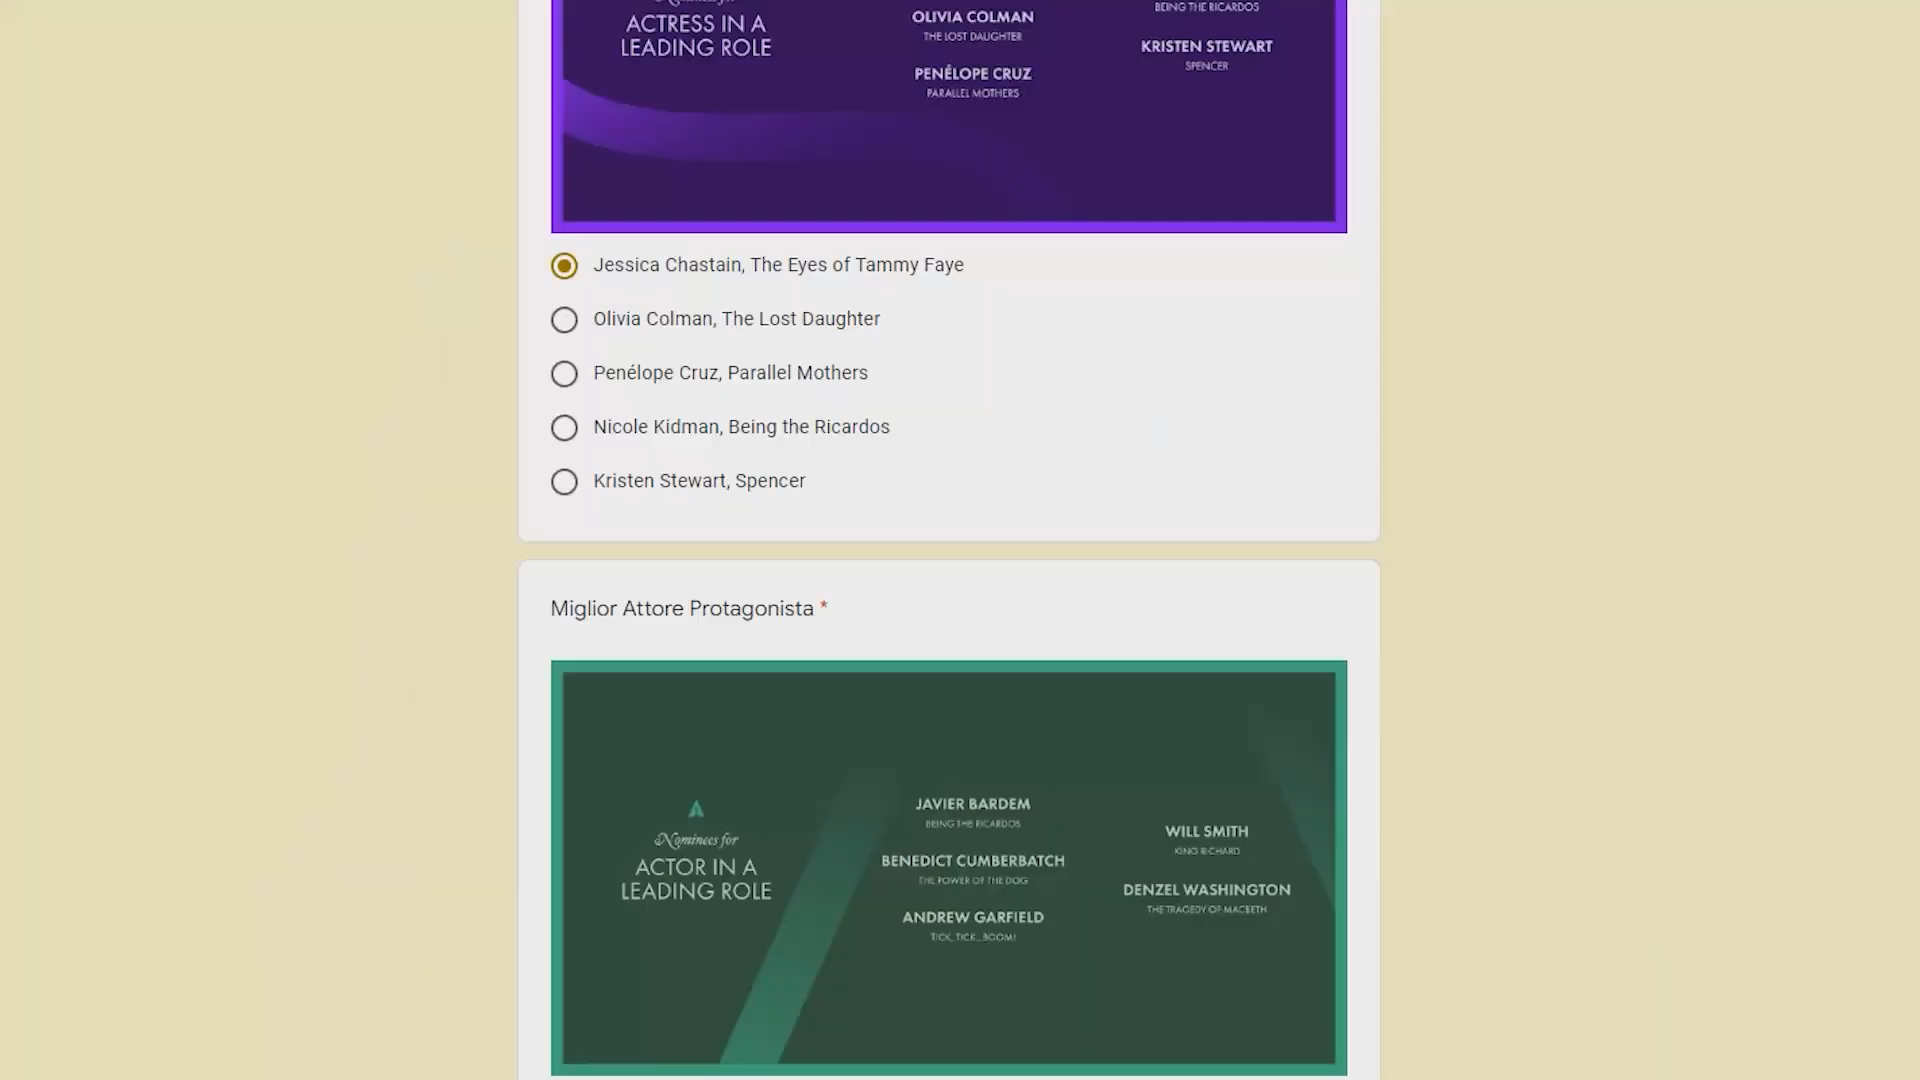 ACTRESS IN A
LEADING ROLE
OLIVIA COLMAN
THE LOST DAUGHTER
PENÉLOPE CRUZ
PARALLEL MOTHERS
BEING THE RICARDOS
KRISTEN STEWART
SPENCER
Jessica Chastain, The Eyes of Tammy Faye
Olivia Colman, The Lost Daughter
Penélope Cruz, Parallel Mothers
Nicole Kidman, Being the Ricardos
Kristen Stewart, Spencer
Miglior Attore Protagonista *
Nominees for
ACTOR IN A
LEADING ROLE
JAVIER BARDEM
BEING THE RICARDOS
BENEDICT CUMBERBATCH
THE POWER OF THE DOG
ANDREW GARFIELD
TICK, TICK...BOOM!
WILL SMITH
KING RICHARD
DENZEL WASHINGTON
THE TRAGEDY OF MACBETH